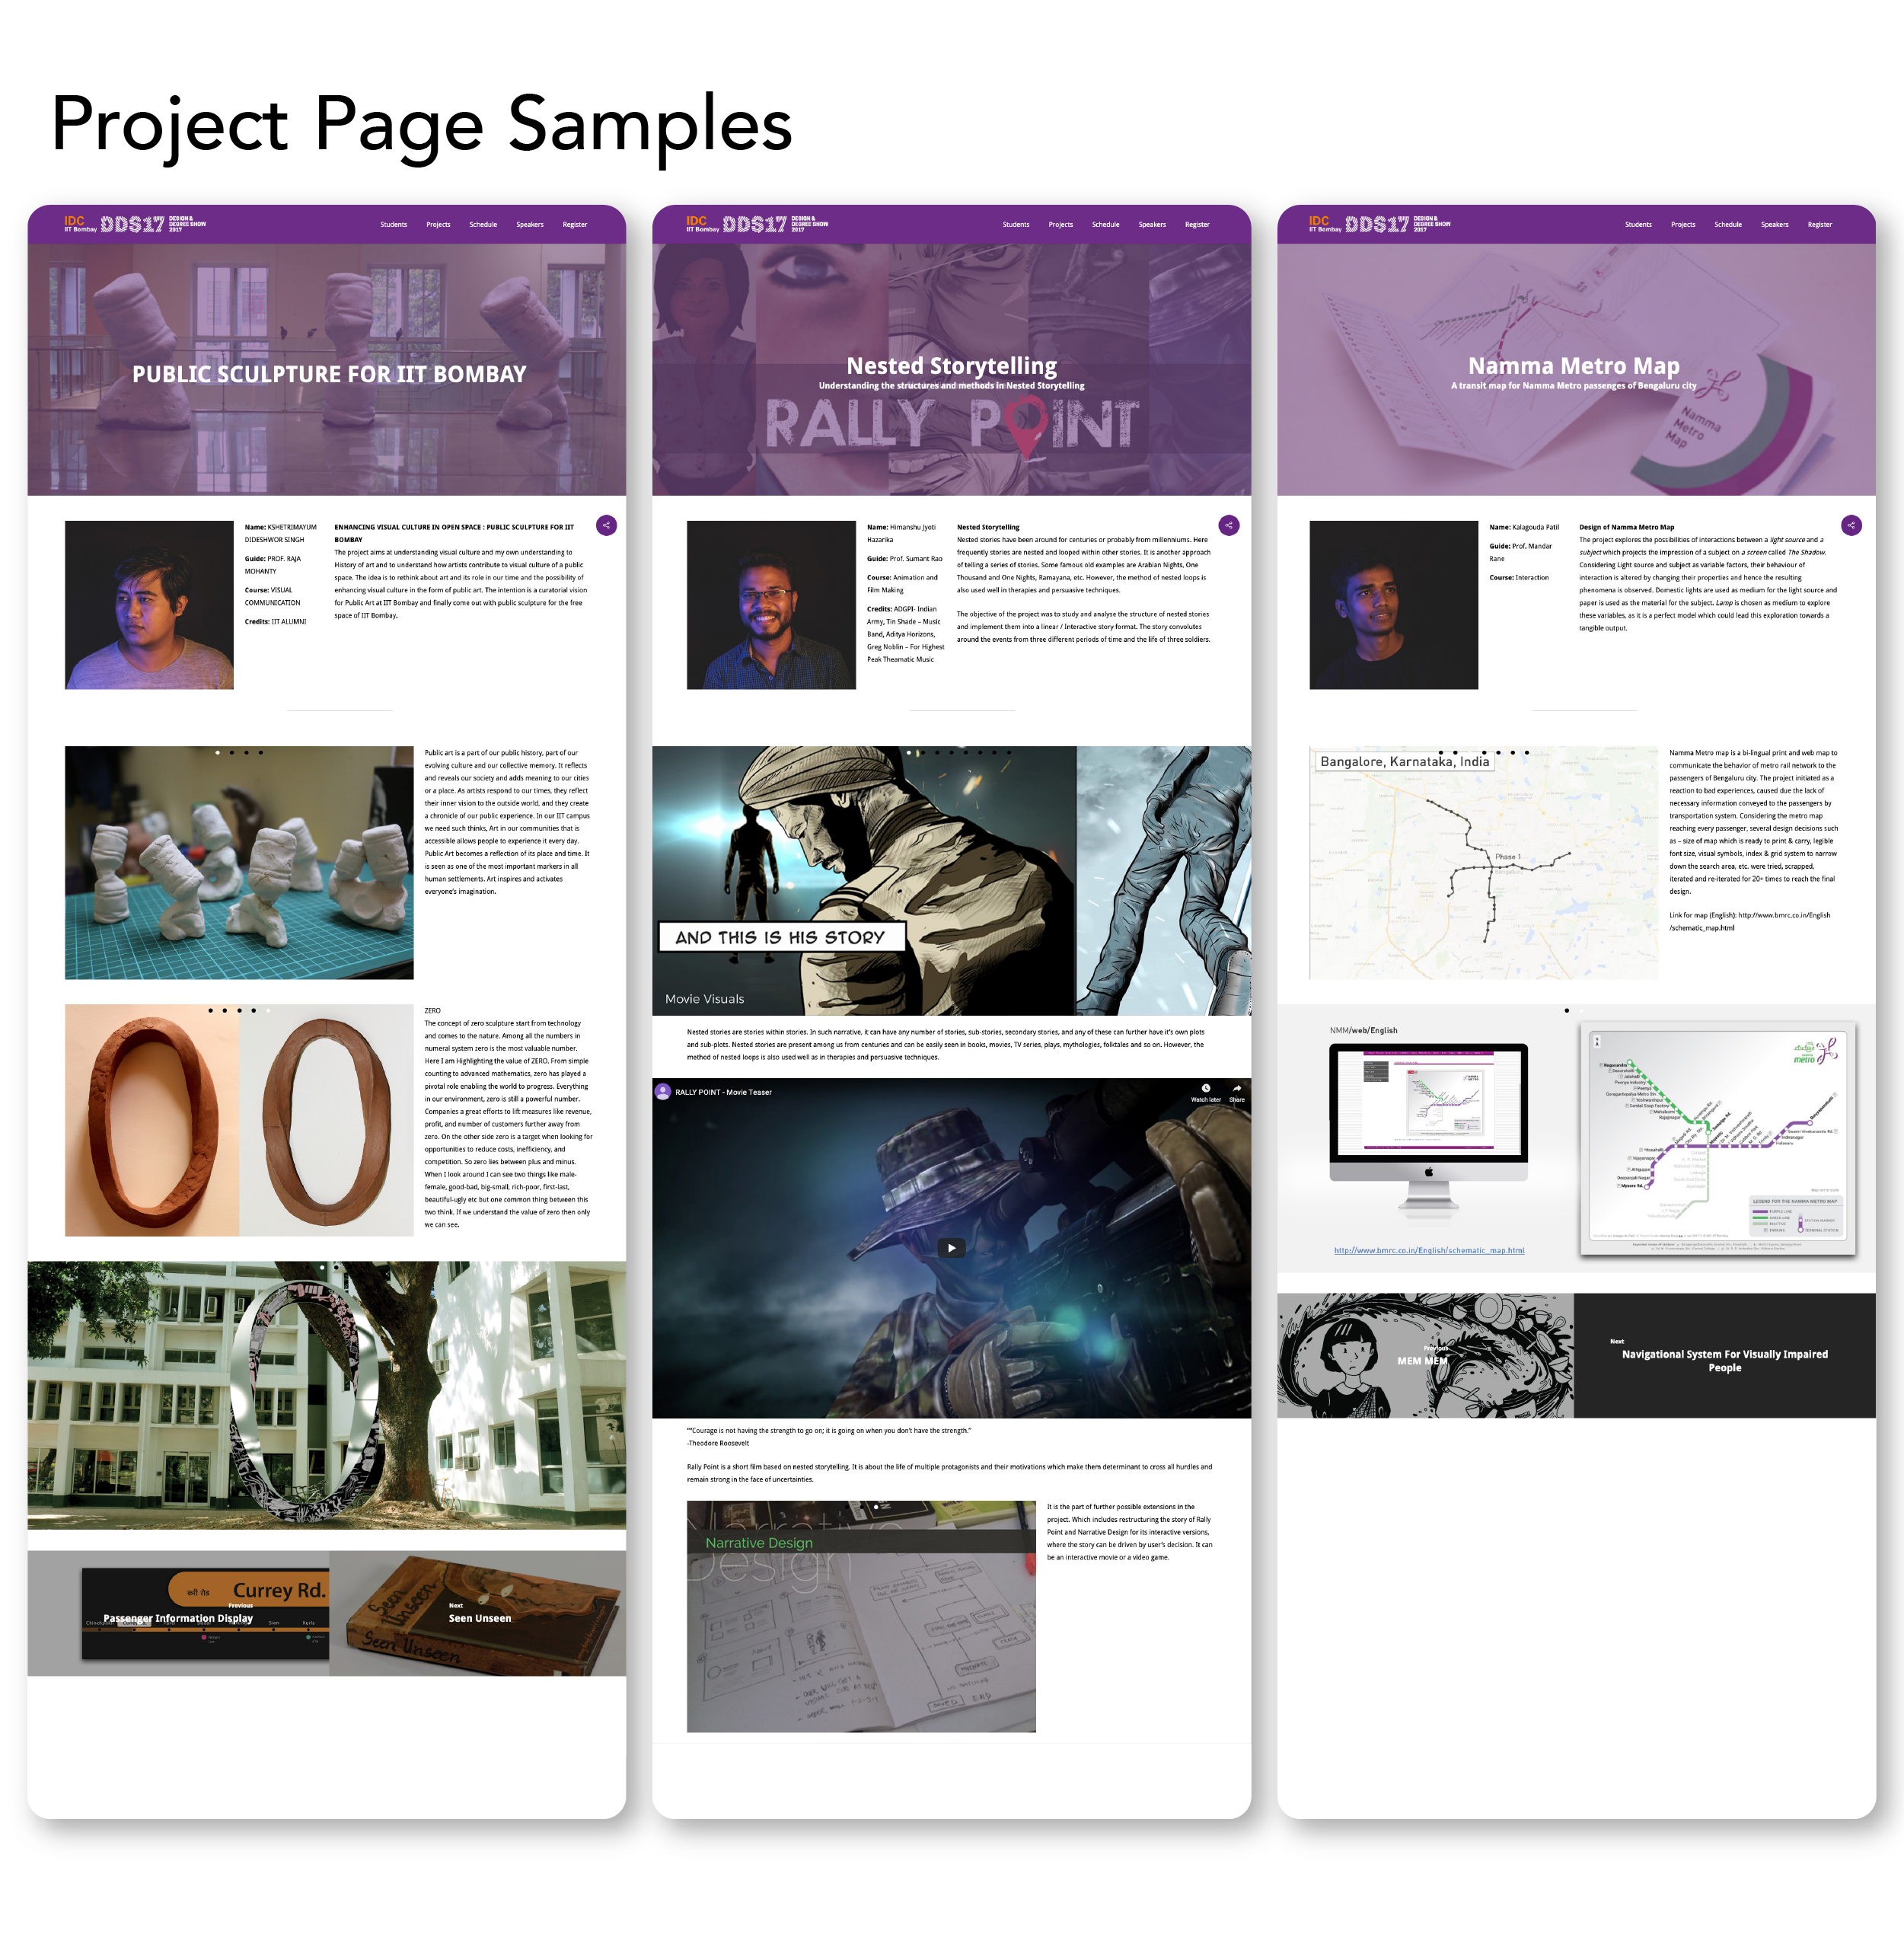 Project Page Samples
IDC
IIT Bombay
DDS17
DESIGN &
DEGREE SHOW
2017
Students Projects Schedule Speakers Register
PUBLIC SCULPTURE FOR IIT BOMBAY
Name: KSHETRIMAYUM
DIDESHWOR SINGH
Guide: PROF. RAJA
MOHANTY
Course: VISUAL
COMMUNICATION
Credits: IIT ALUMNI
ENHANCING VISUAL CULTURE IN OPEN SPACE : PUBLIC SCULPTURE FOR IIT
BOMBAY
The project aims at understanding visual culture and my own understanding to
History of art and to understand how artists contribute to visual culture of a public
space. The idea is to rethink about art and its role in our time and the possibility of
enhancing visual culture in the form of public art. The intention is a curatorial vision
for Public Art at IIT Bombay and finally come out with public sculpture for the free
space of IIT Bombay.
Public art is a part of our public history, part of our
evolving culture and our collective memory. It reflects
and reveals our society and adds meaning to our cities
or a place. As artists respond to our times, they reflect
their inner vision to the outside world, and they create
a chronicle of our public experience. In our IIT campus
we need such thinks, Art in our communities that is
accessible allows people to experience it every day.
Public Art becomes a reflection of its place and time. It
is seen as one of the most important markers in all
human settlements. Art inspires and activates
everyone's imagination.
ZERO
The concept of zero sculpture start from technology
and comes to the nature. Among all the numbers in
numeral system zero is the most valuable number.
Here I am Highlighting the value of ZERO. From simple
counting to advanced mathematics, zero has played a
pivotal role enabling the world to progress. Everything
in our environment, zero is still a powerful number.
Companies a great efforts to lift measures like revenue,
profit, and number of customers further away from
zero. On the other side zero is a target when looking for
opportunities to reduce costs, inefficiency, and
competition. So zero lies between plus and minus.
When I look around I can see two things like male-
female, good-bad, big-small, rich-poor, first-last,
beautiful-ugly etc but one common thing between this
two think. If we understand the value of zero then only
we can see.
करी रोड Currey Rd.
Previous
Passenger Information Display
Sion Kurla
Seen
Unseen
Seen Unseen
Next
Seen Unseen
IDC
IIT Bombay
DDS17
DESIGN &
DEGREE SHOW
2017
Students Projects Schedule Speakers Register
Nested Storytelling
Understanding the structures and methods in Nested Storytelling
RALLY POINT
Name: Himanshu Jyoti
Hazarika
Guide: Prof. Sumant Rao
Course: Animation and
Film Making
Credits: ADGPI- Indian
Army, Tin Shade – Music
Band, Aditya Horizons,
Greg Noblin – For Highest
Peak Theamatic Music
Nested Storytelling
Nested stories have been around for centuries or probably from millenniums. Here
frequently stories are nested and looped within other stories. It is another approach
of telling a series of stories. Some famous old examples are Arabian Nights, One
Thousand and One Nights, Ramayana, etc. However, the method of nested loops is
also used well in therapies and persuasive techniques.
The objective of the project was to study and analyse the structure of nested stories
and implement them into a linear / Interactive story format. The story convolutes
around the events from three different periods of time and the life of three soldiers.
AND THIS IS HIS STORY
Movie Visuals
Nested stories are stories within stories. In such narrative, it can have any number of stories, sub-stories, secondary stories, and any of these can further have it's own plots
and sub-plots. Nested stories are present among us from centuries and can be easily seen in books, movies, TV series, plays, mythologies, folktales and so on. However, the
method of nested loops is also used well as in therapies and persuasive techniques.
RALLY POINT - Movie Teaser
Watch later Share
""Courage is not having the strength to go on; it is going on when you don't have the strength."
-Theodore Roosevelt
Rally Point is a short film based on nested storytelling. It is about the life of multiple protagonists and their motivations which make them determinant to cross all hurdles and
remain strong in the face of uncertainties.
Narrative
Narrative Design
Design
It is the part of further possible extensions in the
project. Which includes restructuring the story of Rally
Point and Narrative Design for its interactive versions,
where the story can be driven by user's decision. It can
be an interactive movie or a video game.
IDC
IIT Bombay
DDS17
DESIGN &
DEGREE SHOW
2017
Students Projects Schedule Speakers Register
Namma Metro Map
A transit map for Namma Metro passenges of Bengaluru city
Namma
Metro
Map
Name: Kalagouda Patil
Guide: Prof. Mandar
Rane
Course: Interaction
Design of Namma Metro Map
The project explores the possibilities of interactions between a light source and a
subject which projects the impression of a subject on a screen called The Shadow.
Considering Light source and subject as variable factors, their behaviour of
interaction is altered by changing their properties and hence the resulting
phenomena is observed. Domestic lights are used as medium for the light source and
paper is used as the material for the subject. Lamp is chosen as medium to explore
these variables, as it is a perfect model which could lead this exploration towards a
tangible output.
Bangalore, Karnataka, India
Phase 1
Namma Metro map is a bi-lingual print and web map to
communicate the behavior of metro rail network to the
passengers of Bengaluru city. The project initiated as a
reaction to bad experiences, caused due the lack of
necessary information conveyed to the passengers by
transportation system. Considering the metro map
reaching every passenger, several design decisions such
as – size of map which is ready to print & carry, legible
font size, visual symbols, index & grid system to narrow
down the search area, etc. were tried, scrapped,
iterated and re-iterated for 20+ times to reach the final
design.
Link for map (English): http://www.bmrc.co.in/English
/schematic_map.html
NMM/web/English
http://www.bmrc.co.in/English/schematic_map.html
metro
LEGEND FOR THE NAMMA METRO MAP
Previous
MEM MEM
Next
Navigational System For Visually Impaired
People